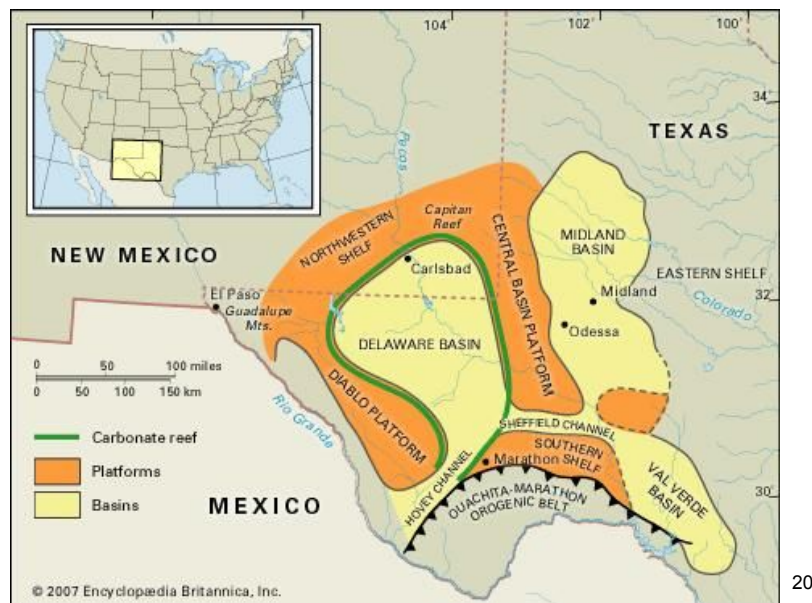 104°
102°
100°
34°
TEXAS
Pecos
Capitan
Reef
NORTHWESTERN
SHELF
CENTRAL BASIN PLATFORM
MIDLAND
BASIN
NEW MEXICO
Carlsbad
EASTERN SHELF
El Paso
Guadalupe
Mts.
Midland
Colorado
32°
Odessa
DELAWARE BASIN
0 50 100 miles
0 50 100 150 km
DIABLO PLATFORM
Rio Grande
SHEFFIELD CHANNEL
Carbonate reef
Platforms
Basins
SOUTHERN
Marathon SHELF
HOVEY CHANNEL
VAL VERDE
BASIN
30°
MEXICO
OUACHITA-MARATHON
OROGENIC BELT
© 2007 Encyclopædia Britannica, Inc.
20